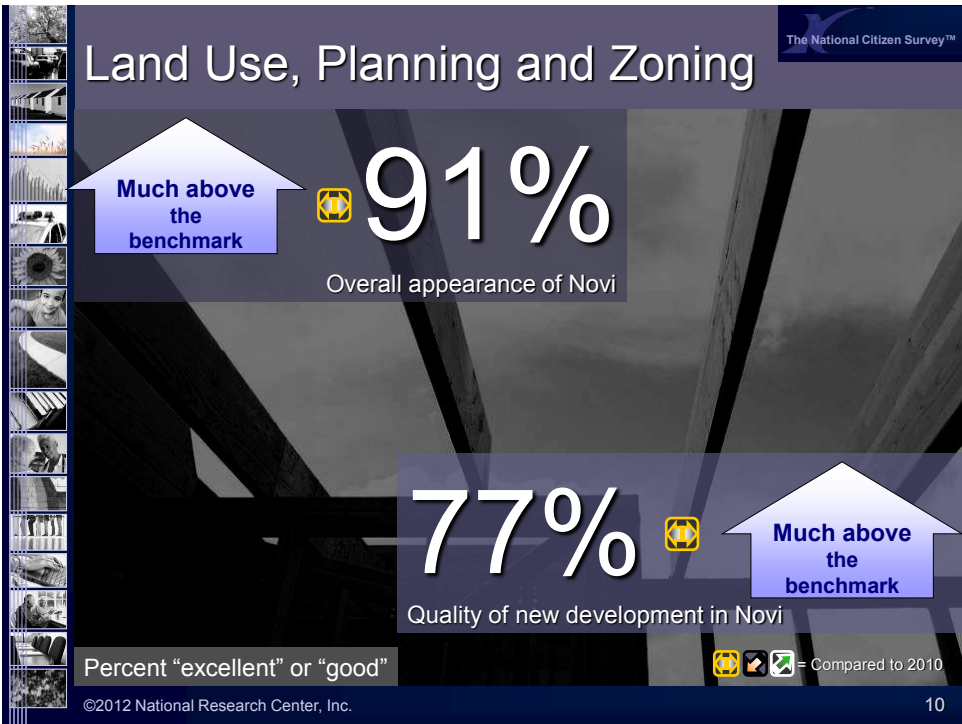 The National Citizen Survey™
Land Use, Planning and Zoning
Much above
the
benchmark
91%
Overall appearance of Novi
77%
Much above
the
benchmark
Quality of new development in Novi
Percent “excellent” or “good”
= Compared to 2010
©2012 National Research Center, Inc.
10